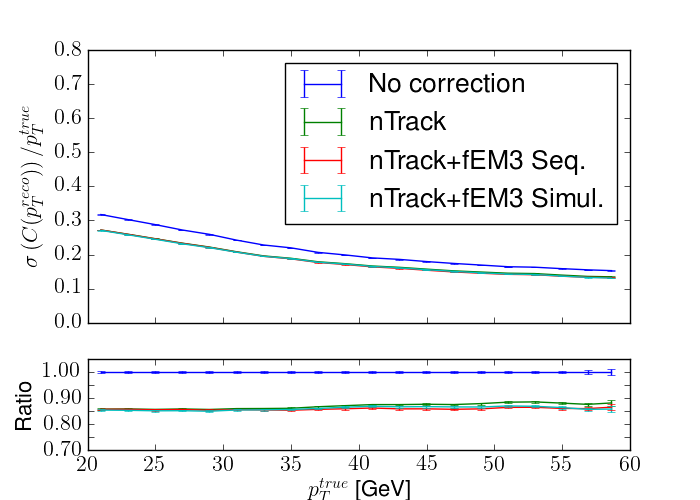 0.8
0.7
0.6
0.5
0.4
0.3
0.2
0.1
0.0
σ (C(p_T^{reco})) /p_T^{true}
No correction
nTrack
nTrack+fEM3 Seq.
nTrack+fEM3 Simul.
1.00
0.90
0.80
0.70
Ratio
20 25 30 35 40 45 50 55 60
p_T^{true} [GeV]